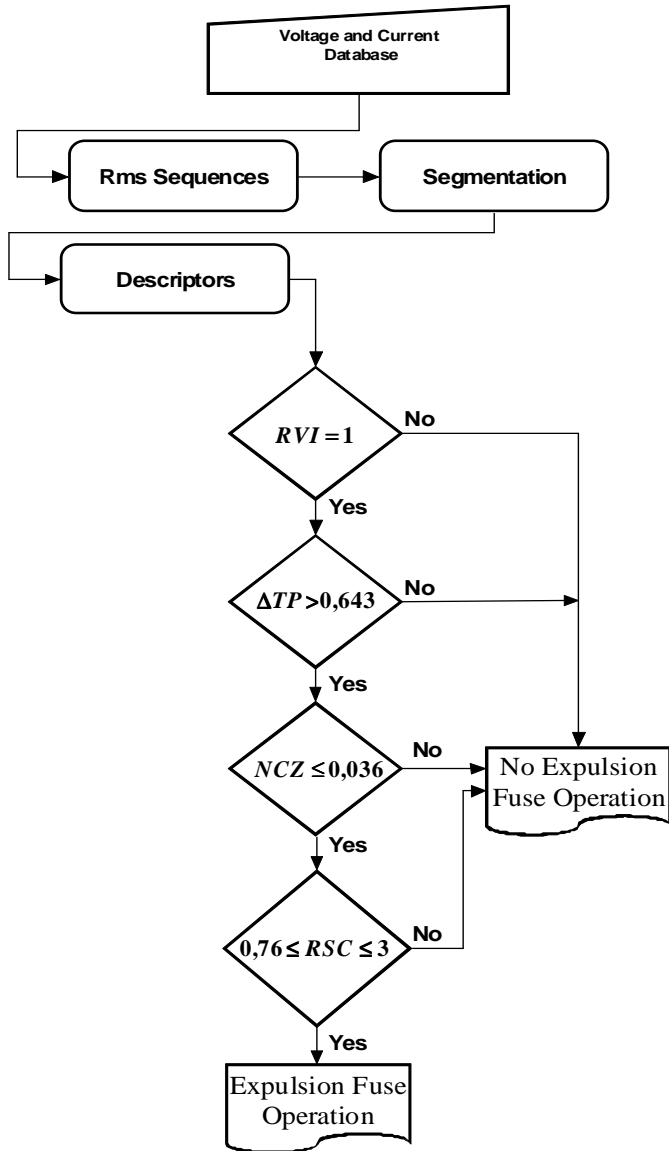 Voltage and Current
Database
Rms Sequences
Segmentation
Descriptors
RVI = 1
No
Yes
ΔTP > 0,643
No
Yes
NCZ ≤ 0,036
No
No Expulsion
Fuse Operation
Yes
0,76 ≤ RSC ≤ 3
No
Yes
Expulsion Fuse
Operation